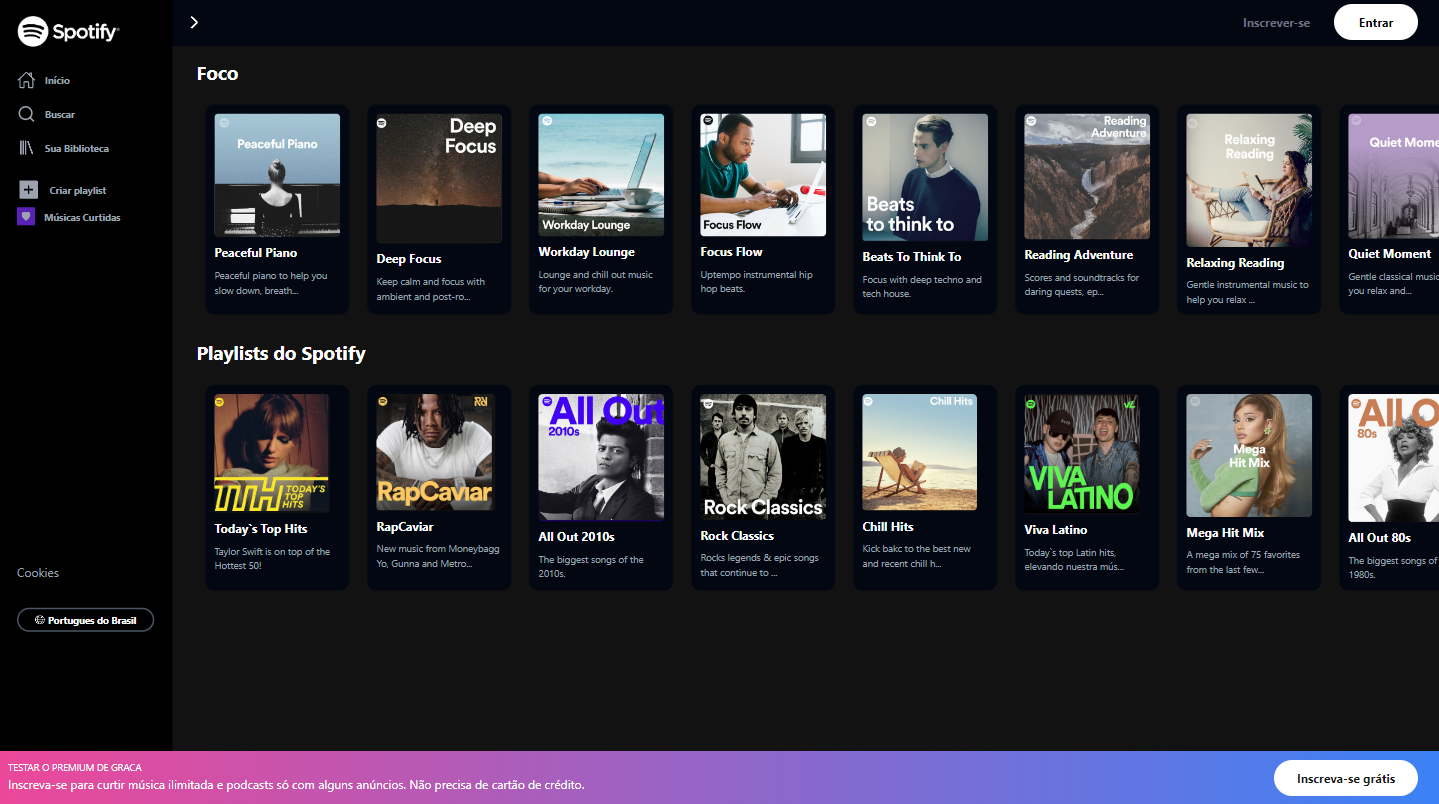 Spotify
Início
Buscar
Sua Biblioteca
Criar playlist
Músicas Curtidas
Cookies
Portugues do Brasil
Inscrever-se
Entrar
Foco
Peaceful Piano
Peaceful Piano
Peaceful piano to help you
slow down, breath...
Deep
Focus
Deep Focus
Keep calm and focus with
ambient and post-ro...
Workday Lounge
Workday Lounge
Lounge and chill out music
for your workday.
Focus Flow
Focus Flow
Uptempo instrumental hip
hop beats.
Beats
to think to
Beats To Think To
Focus with deep techno and
tech house.
Reading
Adventure
Reading Adventure
Scores and soundtracks for
daring quests, ep...
Relaxing
Reading
Relaxing Reading
Gentle instrumental music to
help you relax ...
Quiet Mome
Quiet Moment
Gentle classical music
you relax and...
Playlists do Spotify
TTH
TODAY'S
TOP
HITS
Today`s Top Hits
Taylor Swift is on top of the
Hottest 50!
RapCaviar
RapCaviar
New music from Moneybagg
Yo, Gunna and Metro...
All Out
2010s
All Out 2010s
The biggest songs of the
2010s.
Rock Classics
Rock Classics
Rocks legends & epic songs
that continue to ...
Chill Hits
Chill Hits
Kick bakc to the best new
and recent chill h...
VL
VIVA
LATINO
Viva Latino
Today`s top Latin hits,
elevando nuestra mús...
Mega
Hit Mix
Mega Hit Mix
A mega mix of 75 favorites
from the last few...
All O
80s
All Out 80s
The biggest songs of
1980s.
TESTAR O PREMIUM DE GRACA
Inscreva-se para curtir música ilimitada e podcasts só com alguns anúncios. Não precisa de cartão de crédito.
Inscreva-se grátis